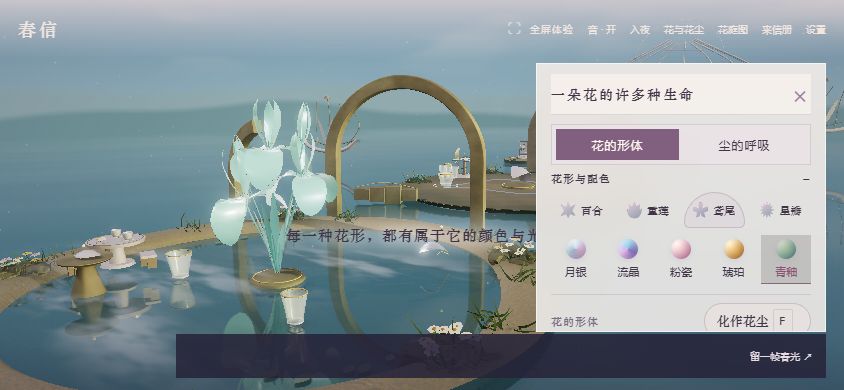 春信
全屏体验 音·开 入夜 花与花尘 花庭图 来信册 设置
一朵花的许多种生命 ×
花的形体 尘的呼吸
花形与配色 −
百合 重莲 鸢尾 星瓣
每一种花形，都有属于它的颜色与光
月银 流晶 粉瓷 琥珀 青釉
花的形体 化作花尘 F
留一帧春光 ↗